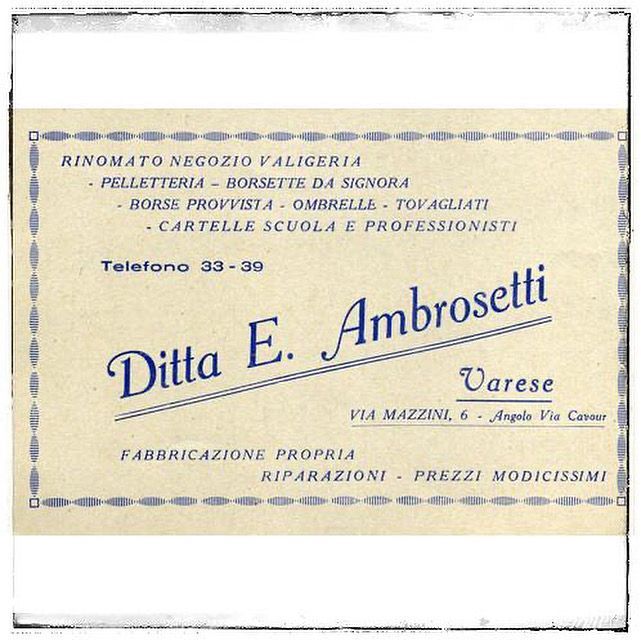 RINOMATO NEGOZIO VALIGERIA
- PELLETTERIA – BORSETTE DA SIGNORA
- BORSE PROVVISTA - OMBRELLE - TOVAGLIATI
- CARTELLE SCUOLA E PROFESSIONISTI
Telefono 33-39
Ditta E. Ambrosetti
Varese
VIA MAZZINI, 6 - Angolo Via Cavour
FABBRICAZIONE PROPRIA
RIPARAZIONI - PREZZI MODICISSIMI